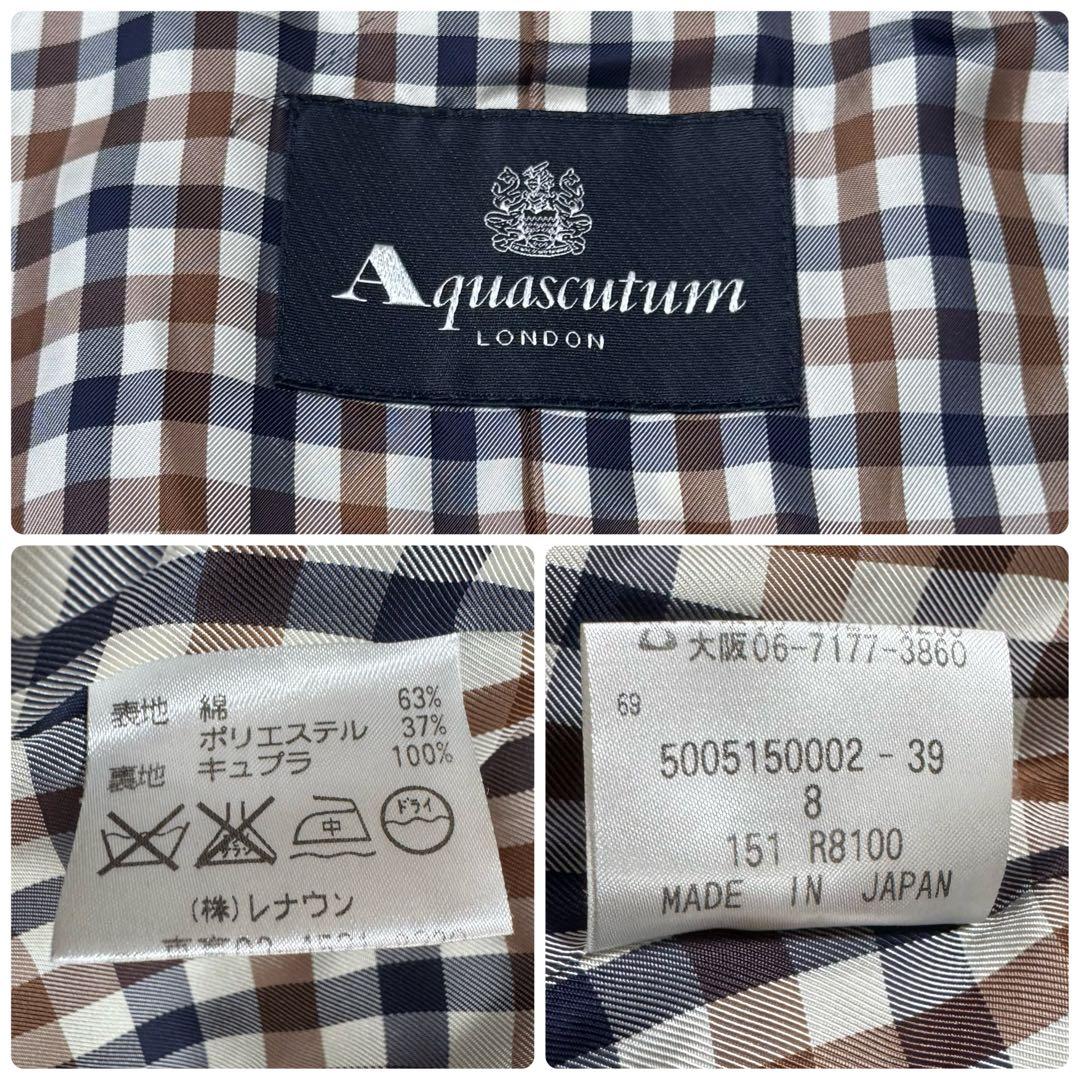 Aquascutum
LONDON
表地 綿 63%
ポリエステル 37%
裏地 キュプラ 100%
中
ドライ
(株)レナウン
大阪06-7177-3860
69
5005150002-39
8
151 R8100
MADE IN JAPAN